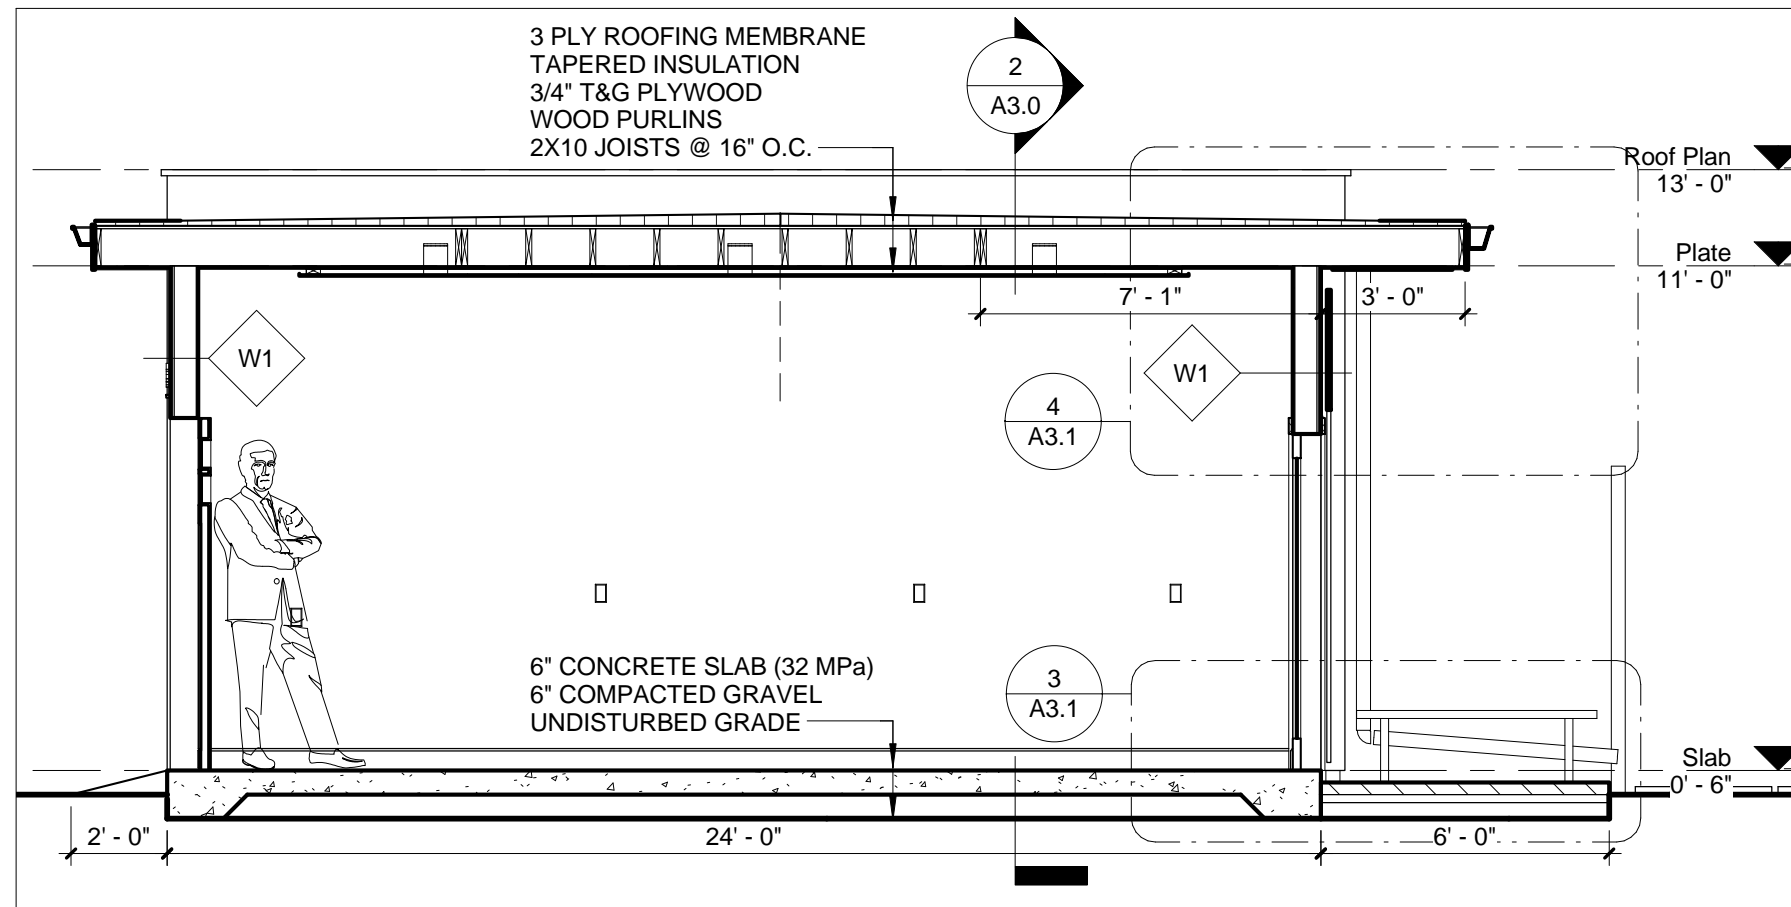 3 PLY ROOFING MEMBRANE
TAPERED INSULATION
3/4" T&G PLYWOOD
WOOD PURLINS
2X10 JOISTS @ 16" O.C.
2
A3.0
Roof Plan
13' - 0"
Plate
11' - 0"
7' - 1"
3' - 0"
W1
W1
4
A3.1
6" CONCRETE SLAB (32 MPa)
6" COMPACTED GRAVEL
UNDISTURBED GRADE
3
A3.1
Slab
0' - 6"
2' - 0"
24' - 0"
6' - 0"